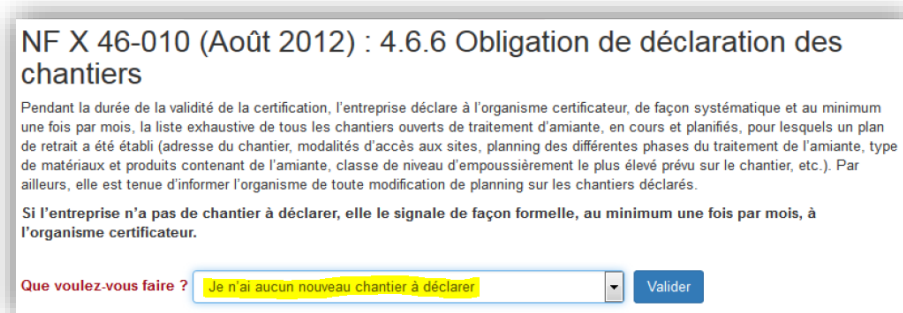 NF X 46-010 (Août 2012) : 4.6.6 Obligation de déclaration des
chantiers
Pendant la durée de la validité de la certification, l'entreprise déclare à l'organisme certificateur, de façon systématique et au minimum
une fois par mois, la liste exhaustive de tous les chantiers ouverts de traitement d'amiante, en cours et planifiés, pour lesquels un plan
de retrait a été établi (adresse du chantier, modalités d'accès aux sites, planning des différentes phases du traitement de l'amiante, type
de matériaux et produits contenant de l'amiante, classe de niveau d'empoussièrement le plus élevé prévu sur le chantier, etc.). Par
ailleurs, elle est tenue d'informer l'organisme de toute modification de planning sur les chantiers déclarés.
Si l'entreprise n'a pas de chantier à déclarer, elle le signale de façon formelle, au minimum une fois par mois, à
l'organisme certificateur.
Que voulez-vous faire ? Je n'ai aucun nouveau chantier à déclarer Valider